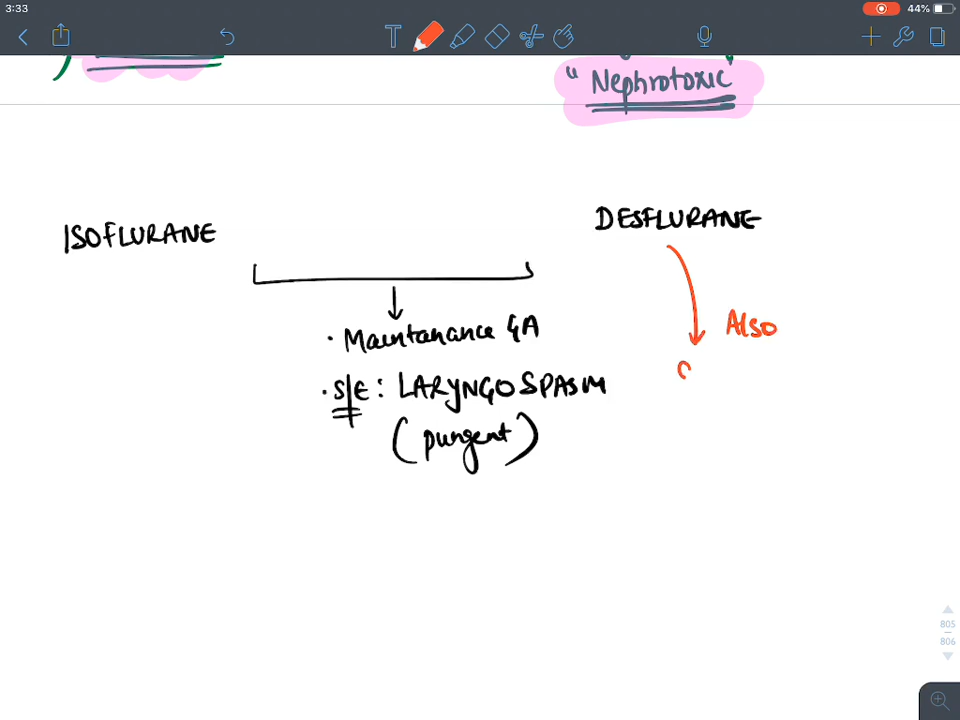 3:33
44%
T
"Nephrotoxic
ISOFLURANE
DESFLURANE
· Maintanance GA
Also
· S/E : LARYNGOSPASM
(pungent)
805
806